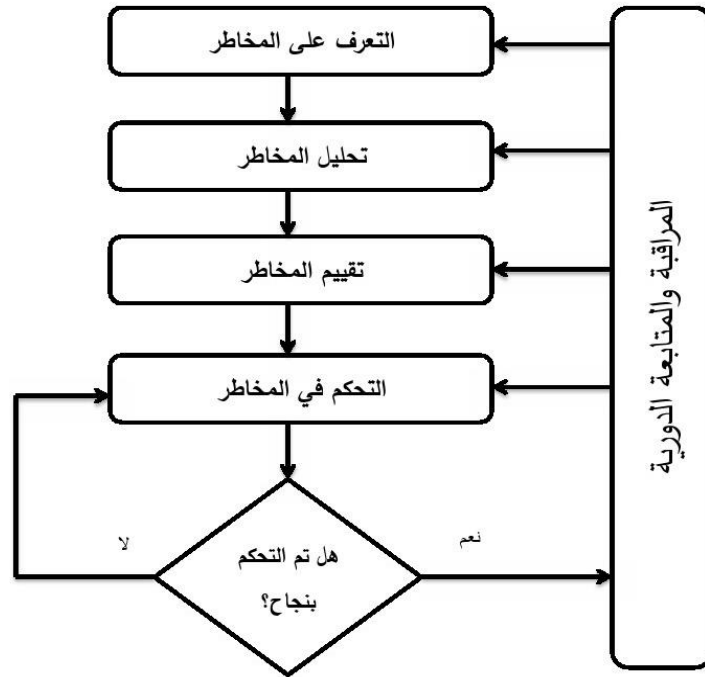 التعرف على المخاطر
تحليل المخاطر
تقييم المخاطر
التحكم في المخاطر
هل تم التحكم
بنجاح؟
لا
نعم
المراقبة والمتابعة الدورية